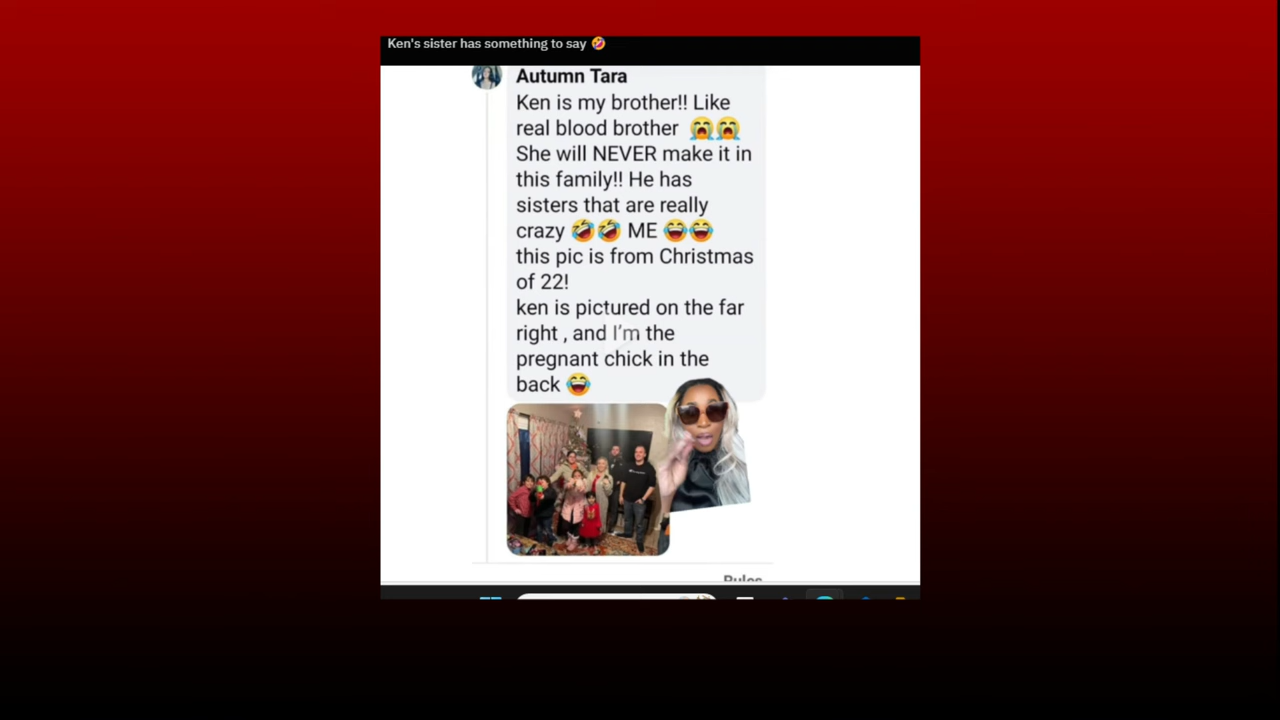 Ken's sister has something to say 🤣
Autumn Tara
Ken is my brother!! Like
real blood brother 😭😭
She will NEVER make it in
this family!! He has
sisters that are really
crazy 🤣🤣 ME 😂😂
this pic is from Christmas
of 22!
ken is pictured on the far
right , and I'm the
pregnant chick in the
back 😂
Rules